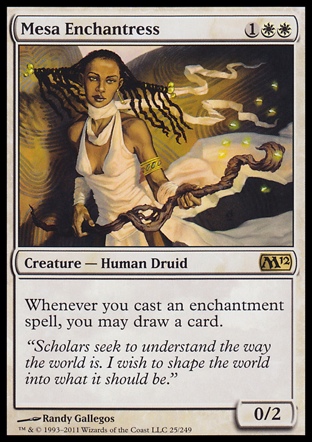 Mesa Enchantress 1
Creature — Human Druid M12
Whenever you cast an enchantment
spell, you may draw a card.
“Scholars seek to understand the way
the world is. I wish to shape the world
into what it should be.”
Randy Gallegos
™ & © 1993–2011 Wizards of the Coast LLC 25/249
0/2